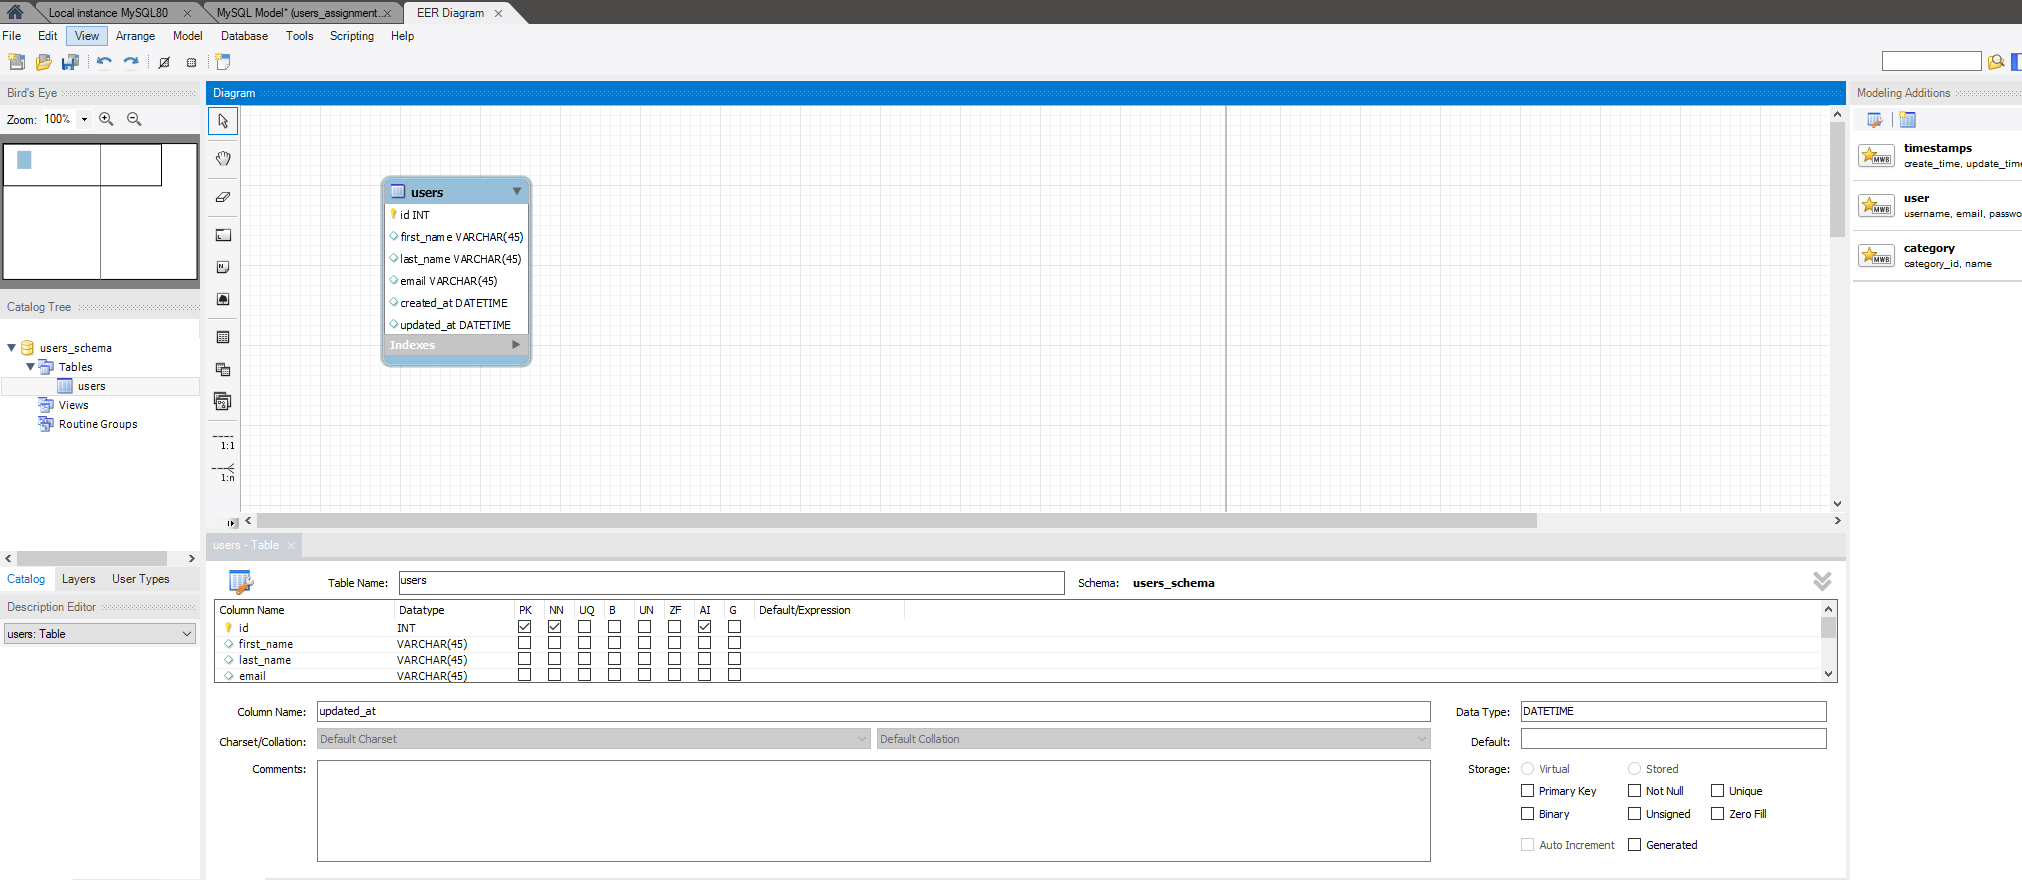 Local instance MySQL80
MySQL Model* (users_assignment...
EER Diagram
File Edit View Arrange Model Database Tools Scripting Help
Bird's Eye
Zoom: 100%
Catalog Tree
users_schema
Tables
users
Views
Routine Groups
Catalog Layers User Types
Description Editor
users: Table
Diagram
1:1
1:n
users
id INT
first_name VARCHAR(45)
last_name VARCHAR(45)
email VARCHAR(45)
created_at DATETIME
updated_at DATETIME
Indexes
Modeling Additions
timestamps
create_time, update_time
user
username, email, passwo
category
category_id, name
users - Table
Table Name: users Schema: users_schema
Column Name Datatype PK NN UQ B UN ZF AI G Default/Expression
id INT
first_name VARCHAR(45)
last_name VARCHAR(45)
email VARCHAR(45)
Column Name: updated_at Data Type: DATETIME
Charset/Collation: Default Charset Default Collation Default:
Comments: Storage: Virtual Stored
Primary Key Not Null Unique
Binary Unsigned Zero Fill
Auto Increment Generated